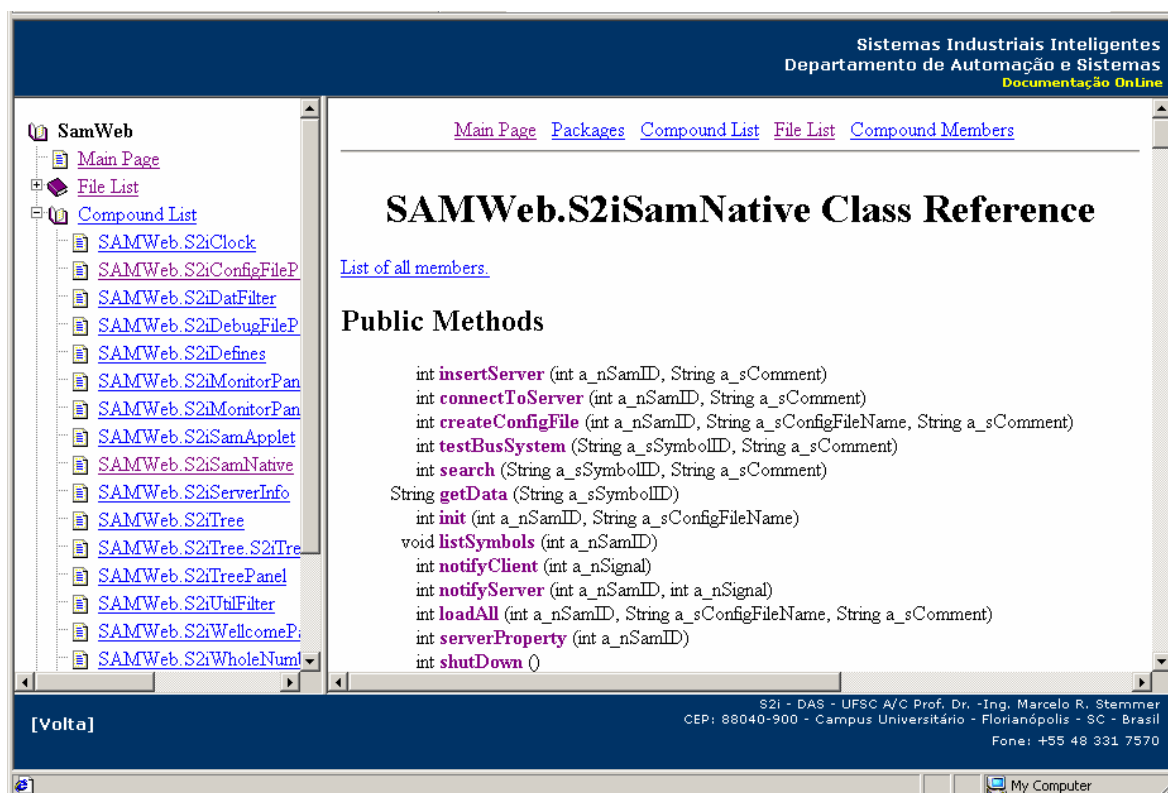 Sistemas Industriais Inteligentes
Departamento de Automação e Sistemas
Documentação OnLine
SamWeb
Main Page
File List
Compound List
SAMWeb.S2iClock
SAMWeb.S2iConfigFileP
SAMWeb.S2iDatFilter
SAMWeb.S2iDebugFileP
SAMWeb.S2iDefines
SAMWeb.S2iMonitorPan
SAMWeb.S2iMonitorPan
SAMWeb.S2iSamApplet
SAMWeb.S2iSamNative
SAMWeb.S2iServerInfo
SAMWeb.S2iTree
SAMWeb.S2iTree.S2iTre
SAMWeb.S2iTreePanel
SAMWeb.S2iUtilFilter
SAMWeb.S2iWellcomePa
SAMWeb.S2iWholeNuml
Main Page Packages Compound List File List Compound Members
SAMWeb.S2iSamNative Class Reference
List of all members.
Public Methods
int insertServer (int a_nSamID, String a_sComment)
int connectToServer (int a_nSamID, String a_sComment)
int createConfigFile (int a_nSamID, String a_sConfigFileName, String a_sComment)
int testBusSystem (String a_sSymbolID, String a_sComment)
int search (String a_sSymbolID, String a_sComment)
String getData (String a_sSymbolID)
int init (int a_nSamID, String a_sConfigFileName)
void listSymbols (int a_nSamID)
int notifyClient (int a_nSignal)
int notifyServer (int a_nSamID, int a_nSignal)
int loadAll (int a_nSamID, String a_sConfigFileName, String a_sComment)
int serverProperty (int a_nSamID)
int shutDown ()
[Volta]
S2i - DAS - UFSC A/C Prof. Dr. -Ing. Marcelo R. Stemmer
CEP: 88040-900 - Campus Universitário - Florianópolis - SC - Brasil
Fone: +55 48 331 7570
My Computer